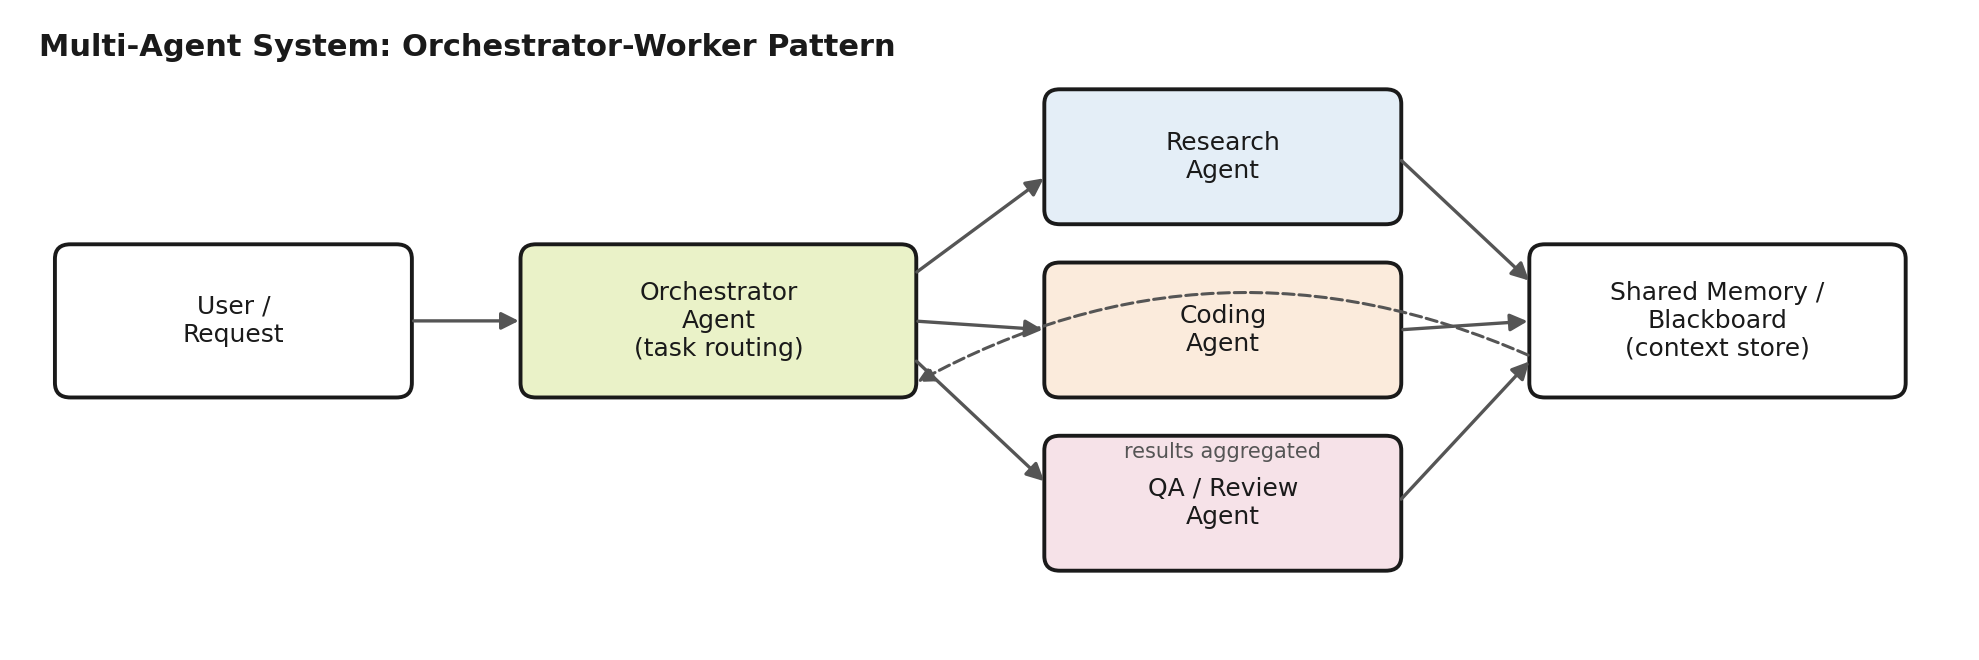 Multi-Agent System: Orchestrator-Worker Pattern
User /
Request
Orchestrator
Agent
(task routing)
Research
Agent
Coding
Agent
results aggregated
QA / Review
Agent
Shared Memory /
Blackboard
(context store)